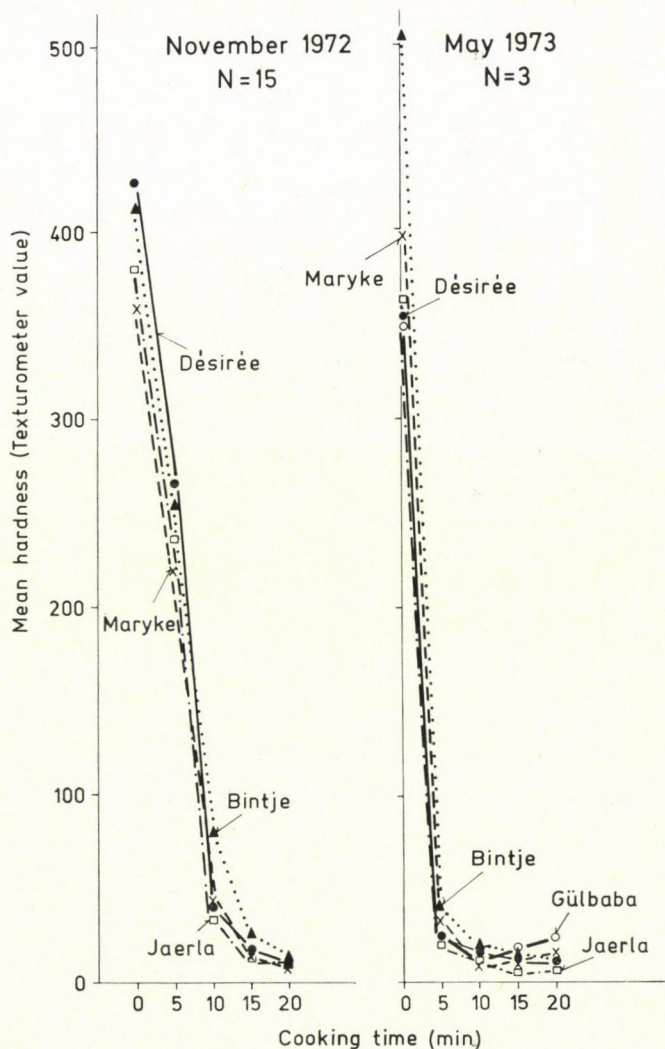 November 1972
N=15
May 1973
N=3
Mean hardness (Texturometer value)
500
400
300
200
100
0
Désirée
Maryke
Bintje
Jaerla
Maryke
Désirée
Bintje
Gülbaba
Jaerla
0 5 10 15 20
0 5 10 15 20
Cooking time (min.)